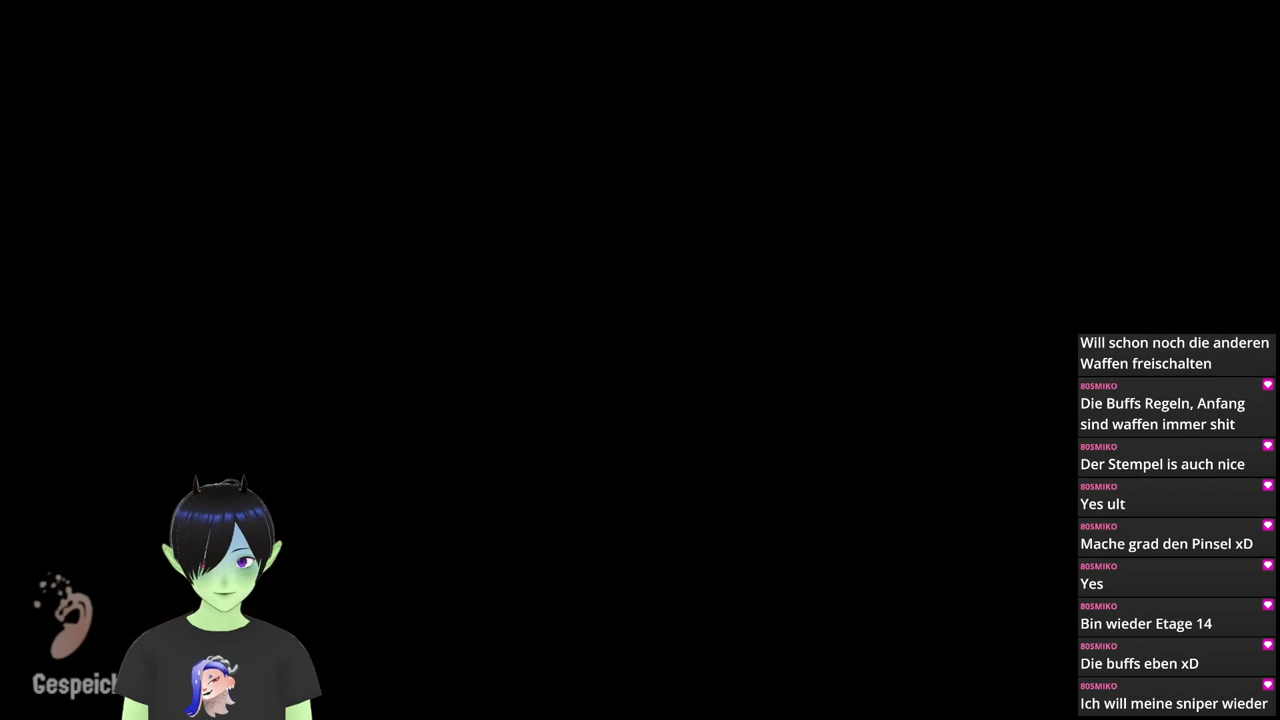 Will schon noch die anderen
Waffen freischalten
80SMIKO
Die Buffs Regeln, Anfang
sind waffen immer shit
80SMIKO
Der Stempel is auch nice
80SMIKO
Yes ult
80SMIKO
Mache grad den Pinsel xD
80SMIKO
Yes
80SMIKO
Bin wieder Etage 14
80SMIKO
Die buffs eben xD
80SMIKO
Ich will meine sniper wieder
Gespeich